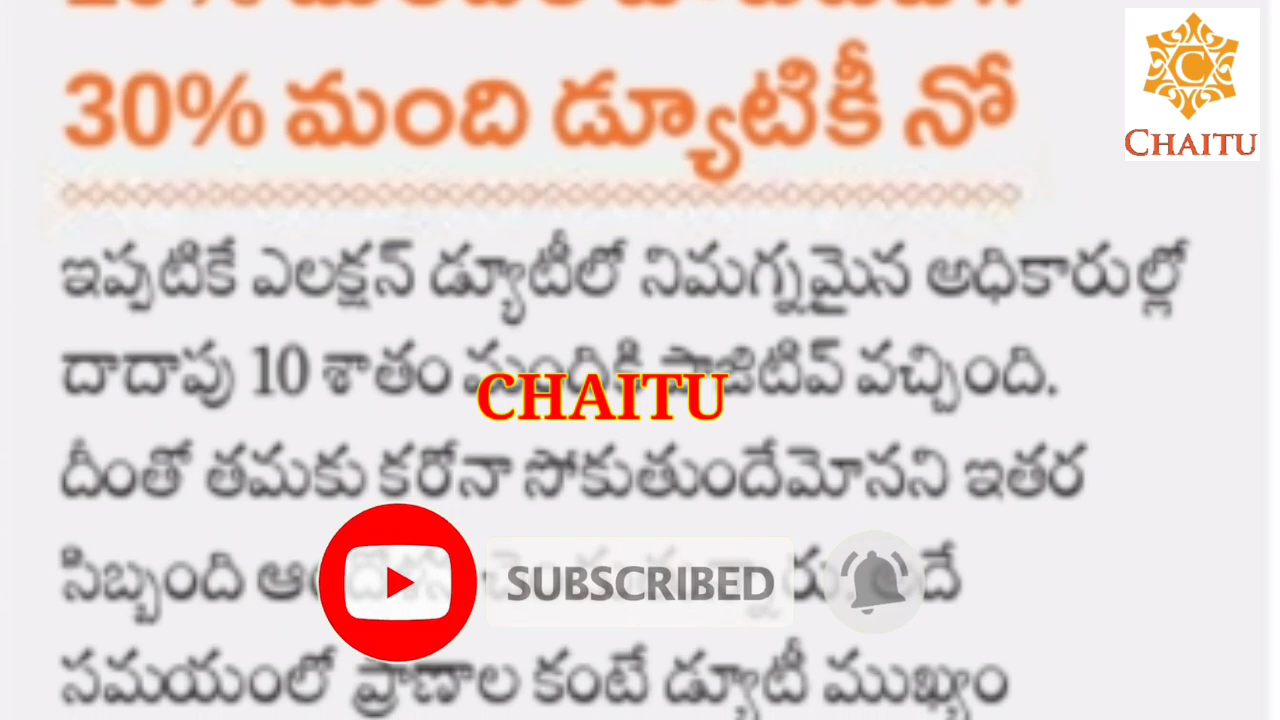 30% మంది డ్యూటికీ నో
CHAITU
ఇప్పటికే ఎలక్షన్ డ్యూటీలో నిమగ్నమైన అధికారుల్లో
దాదాపు 10 శాతం మందికి పాజిటివ్ వచ్చింది.
CHAITU
దీంతో తమకు కరోనా సోకుతుందేమోనని ఇతర
సిబ్బంది
SUBSCRIBED
సమయంలో ప్రాణాల కంటే డ్యూటీ ముఖ్యం